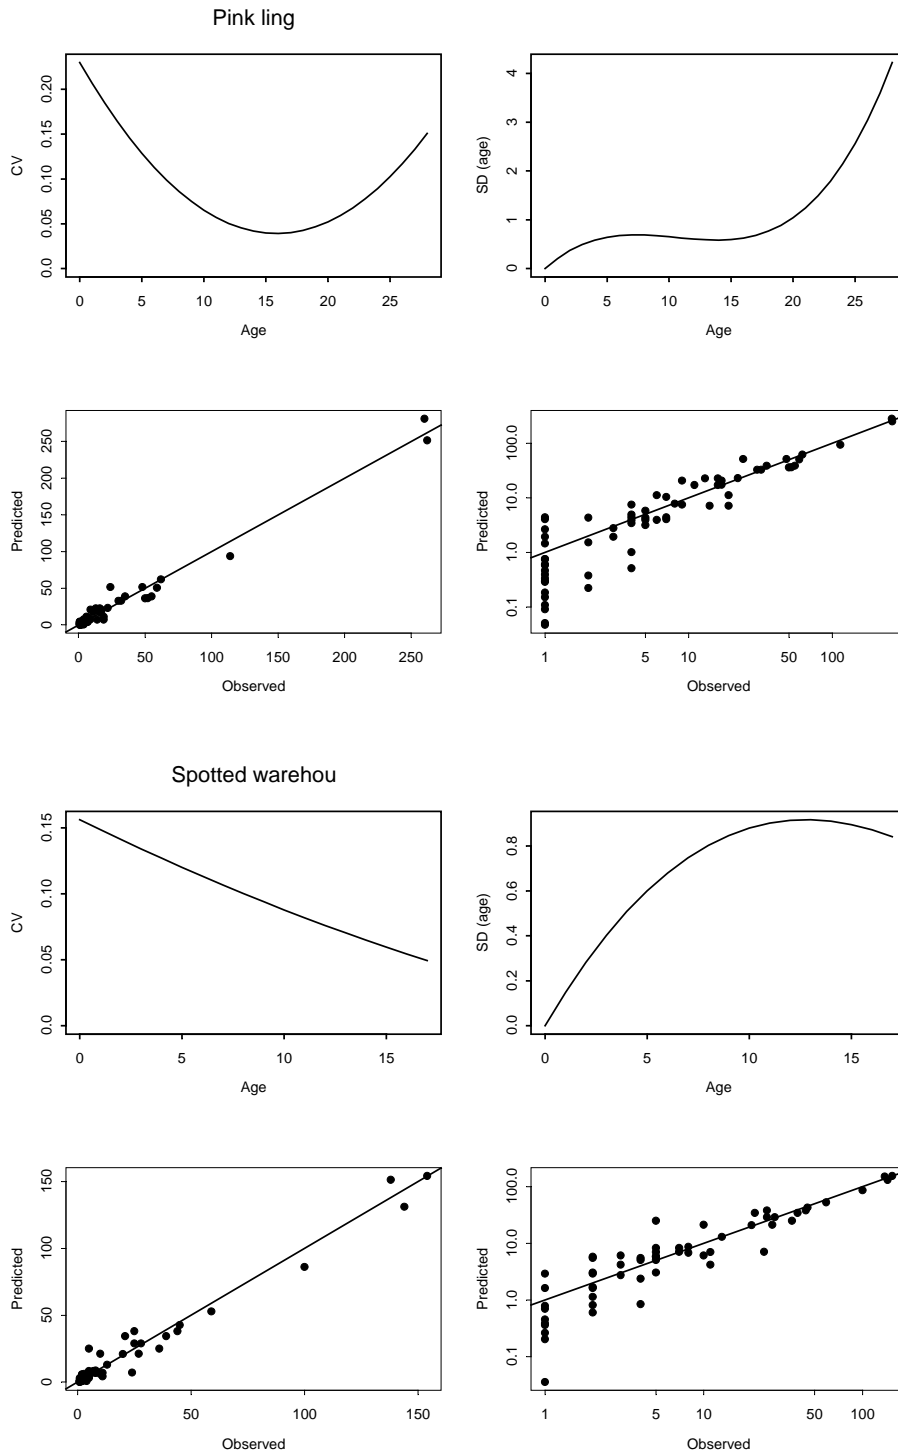 Pink ling
CV
0.0 0.05 0.10 0.15 0.20
0 5 10 15 20 25
Age
SD (age)
0 1 2 3 4
0 5 10 15 20 25
Age
Predicted
0 50 100 150 200 250
0 50 100 150 200 250
Observed
Predicted
0.1 1.0 10.0 100.0
1 5 10 50 100
Observed
Spotted warehou
CV
0.0 0.05 0.10 0.15
0 5 10 15
Age
SD (age)
0.0 0.2 0.4 0.6 0.8
0 5 10 15
Age
Predicted
0 50 100 150
0 50 100 150
Observed
Predicted
0.1 1.0 10.0 100.0
1 5 10 50 100
Observed